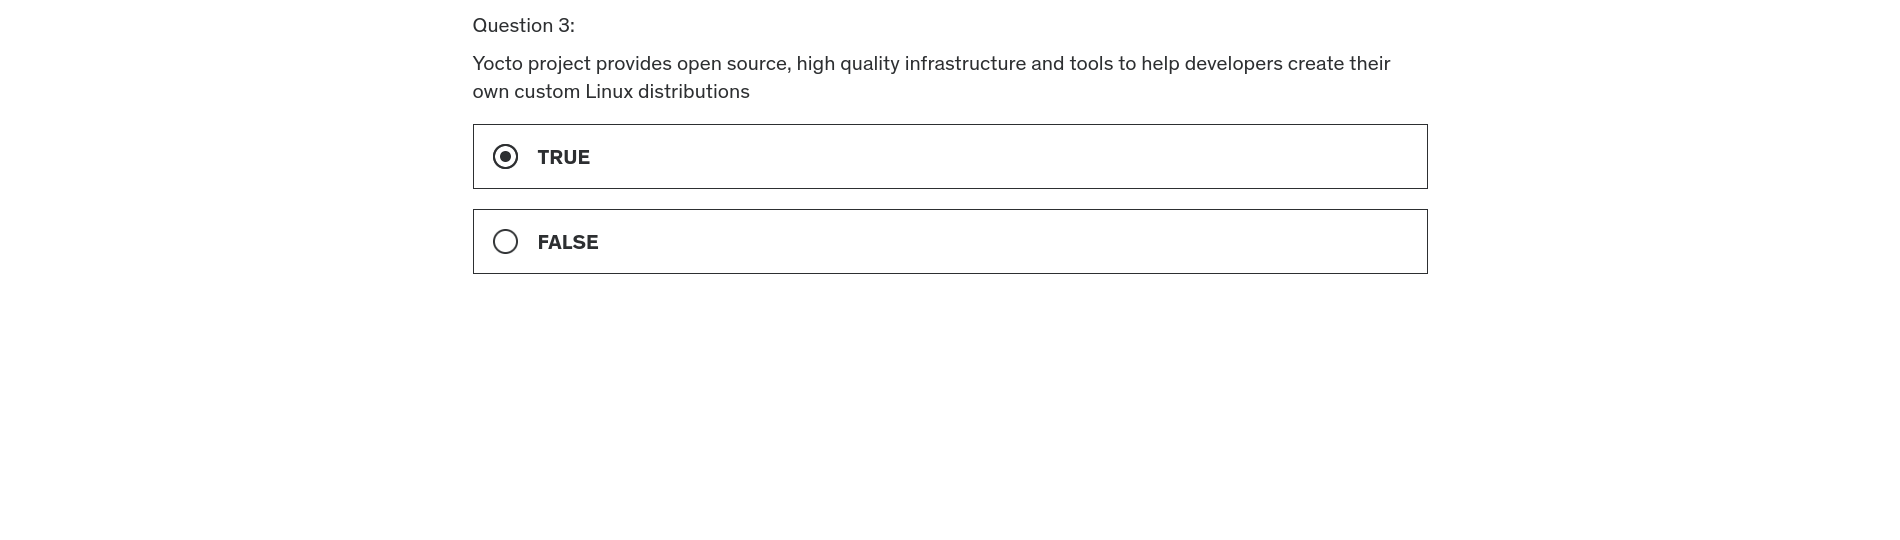 Question 3:
Yocto project provides open source, high quality infrastructure and tools to help developers create their
own custom Linux distributions
TRUE
FALSE